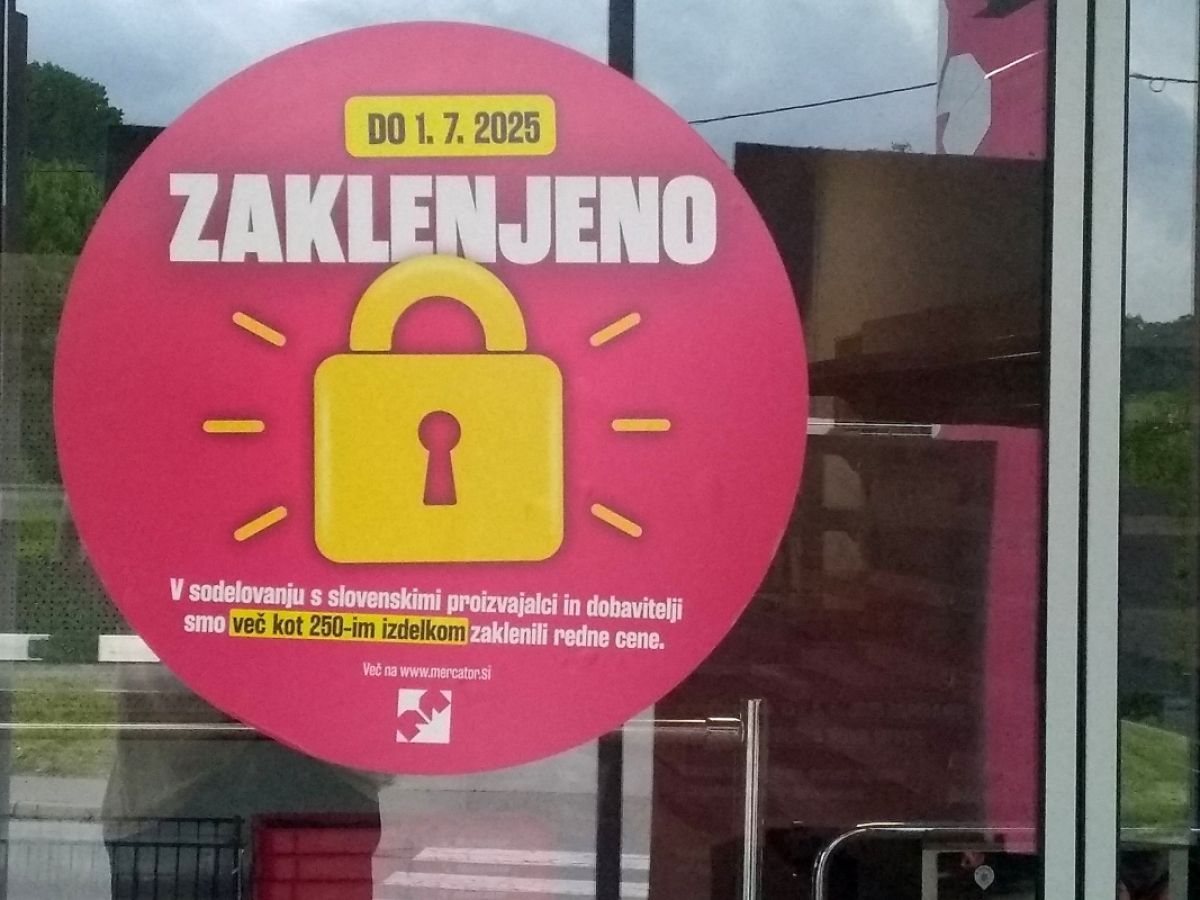 DO 1. 7. 2025
ZAKLENJENO
V sodelovanju s slovenskimi proizvajalci in dobavitelji
smo več kot 250-im izdelkom zaklenili redne cene.
Več na www.mercator.si